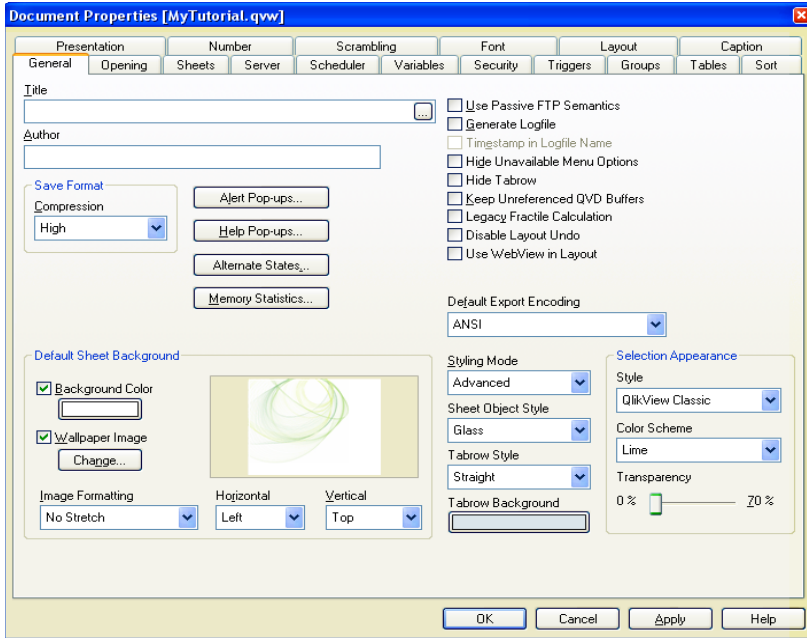 Document Properties [MyTutorial.qvw]
Presentation Number Scrambling Font Layout Caption
General Opening Sheets Server Scheduler Variables Security Triggers Groups Tables Sort
Title
...
Author
Save Format
Compression
High
Alert Pop-ups...
Help Pop-ups...
Alternate States...
Memory Statistics...
Use Passive FTP Semantics
Generate Logfile
Timestamp in Logfile Name
Hide Unavailable Menu Options
Hide Tabrow
Keep Unreferenced QVD Buffers
Legacy Fractile Calculation
Disable Layout Undo
Use WebView in Layout
Default Export Encoding
ANSI
Default Sheet Background
Background Color
Wallpaper Image
Change...
Image Formatting Horizontal Vertical
No Stretch Left Top
Styling Mode
Advanced
Sheet Object Style
Glass
Tabrow Style
Straight
Tabrow Background
Selection Appearance
Style
QlikView Classic
Color Scheme
Lime
Transparency
0 % 70 %
OK Cancel Apply Help